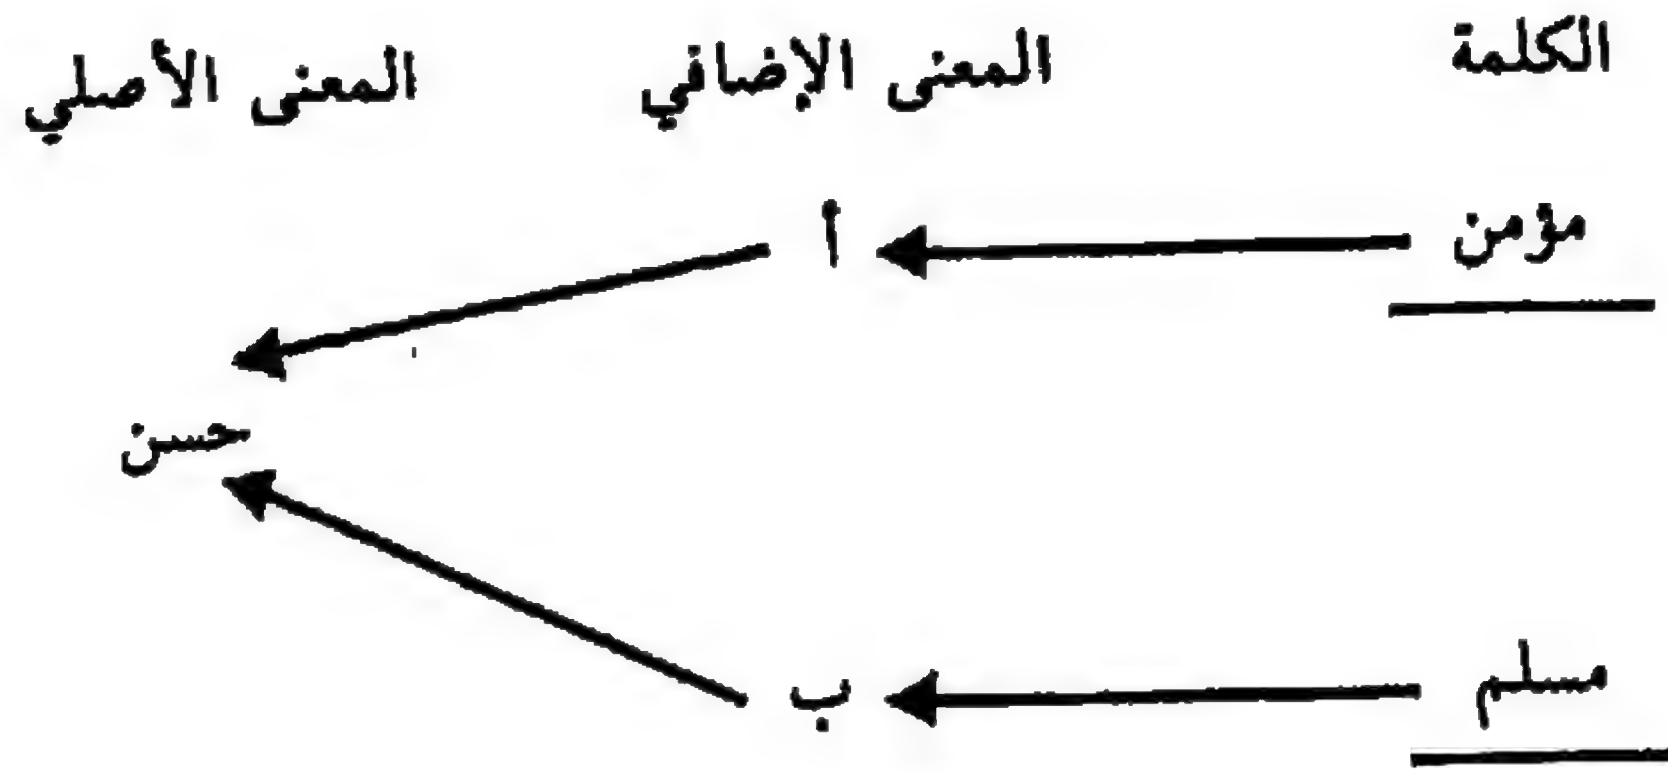 الكلمة المعنى الإضافي المعنى الأصلي
مؤمن أ
حسن
مسلم ب